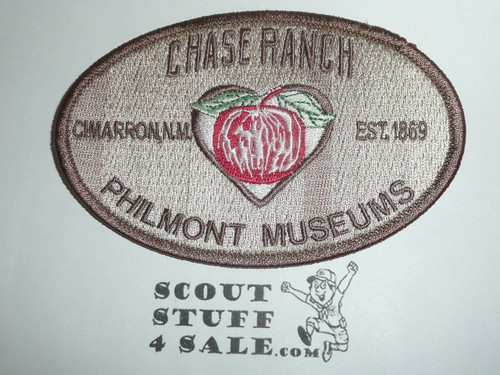 CHASE RANCH
CIMARRON, N.M. EST. 1869
PHILMONT MUSEUMS
SCOUT
STUFF
4 SALE.COM